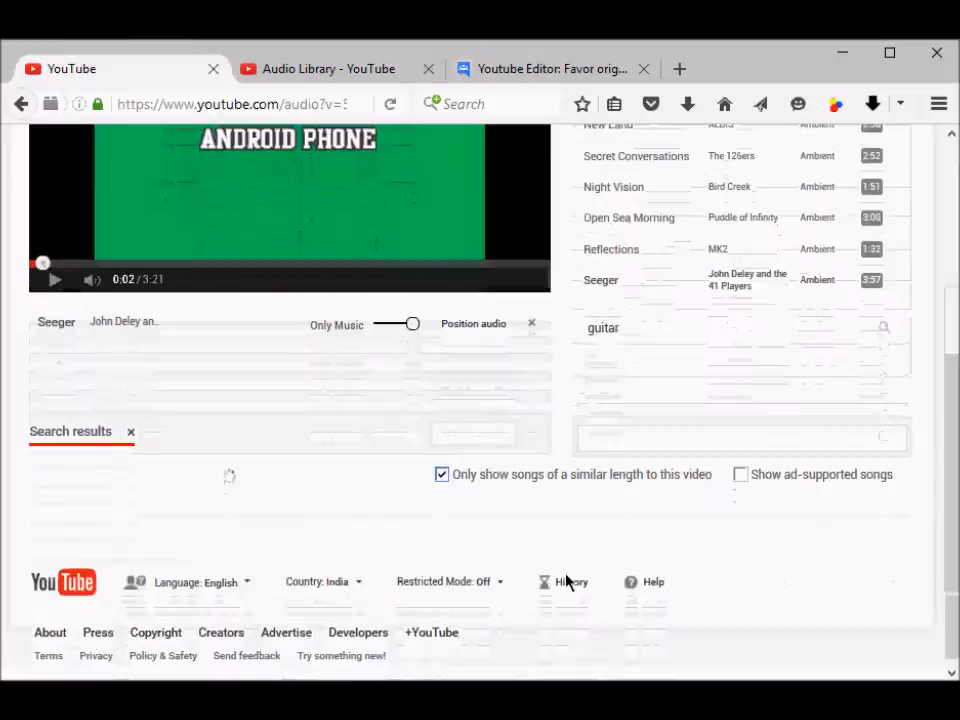 YouTube
Audio Library - YouTube
Youtube Editor: Favor orig...
https://www.youtube.com/audio?v=
Search
ANDROID PHONE
0:02 / 3:21
New Land ALBIS
Secret Conversations The 126ers Ambient 2:52
Night Vision Bird Creek Ambient 1:51
Open Sea Morning Puddle of Infinity Ambient 3:00
Reflections MK2 Ambient 1:32
Seeger John Deley and the 41 Players Ambient 3:57
Seeger John Deley an... Only Music Position audio
guitar
Search results
Only show songs of a similar length to this video
Show ad-supported songs
YouTube
Language: English
Country: India
Restricted Mode: Off
History
Help
About Press Copyright Creators Advertise Developers +YouTube
Terms Privacy Policy & Safety Send feedback Try something new!